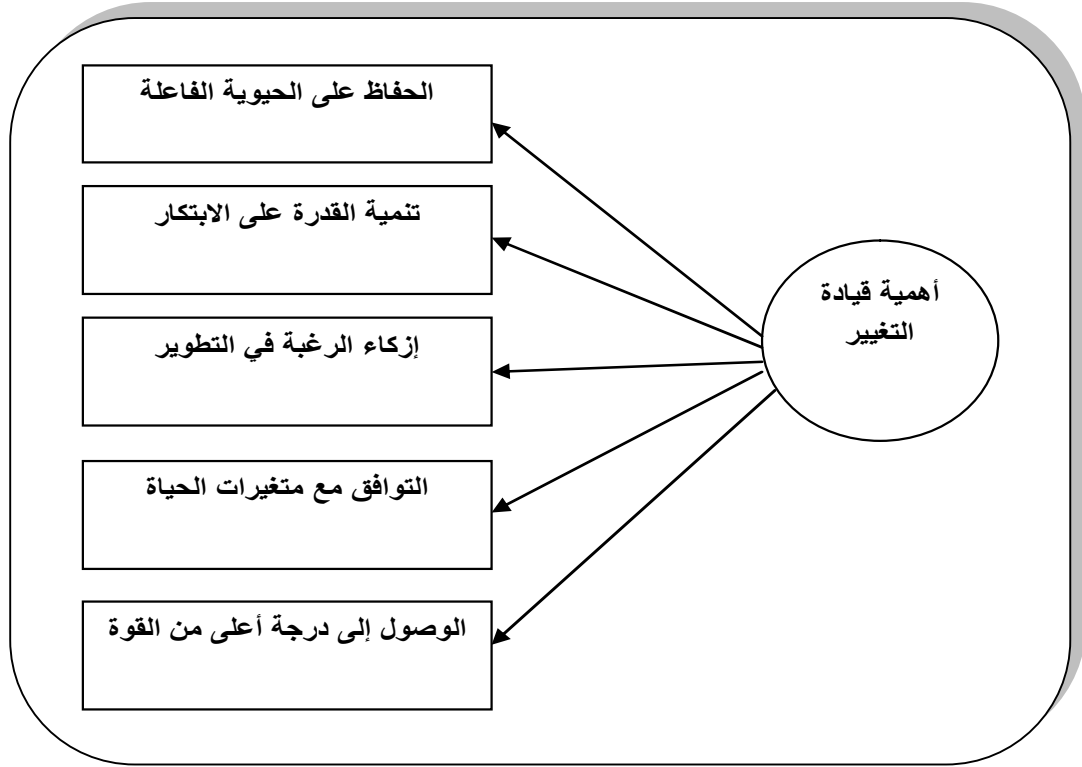 أهمية قيادة
التغيير
الحفاظ على الحيوية الفاعلة
تنمية القدرة على الابتكار
إزكاء الرغبة في التطوير
التوافق مع متغيرات الحياة
الوصول إلى درجة أعلى من القوة